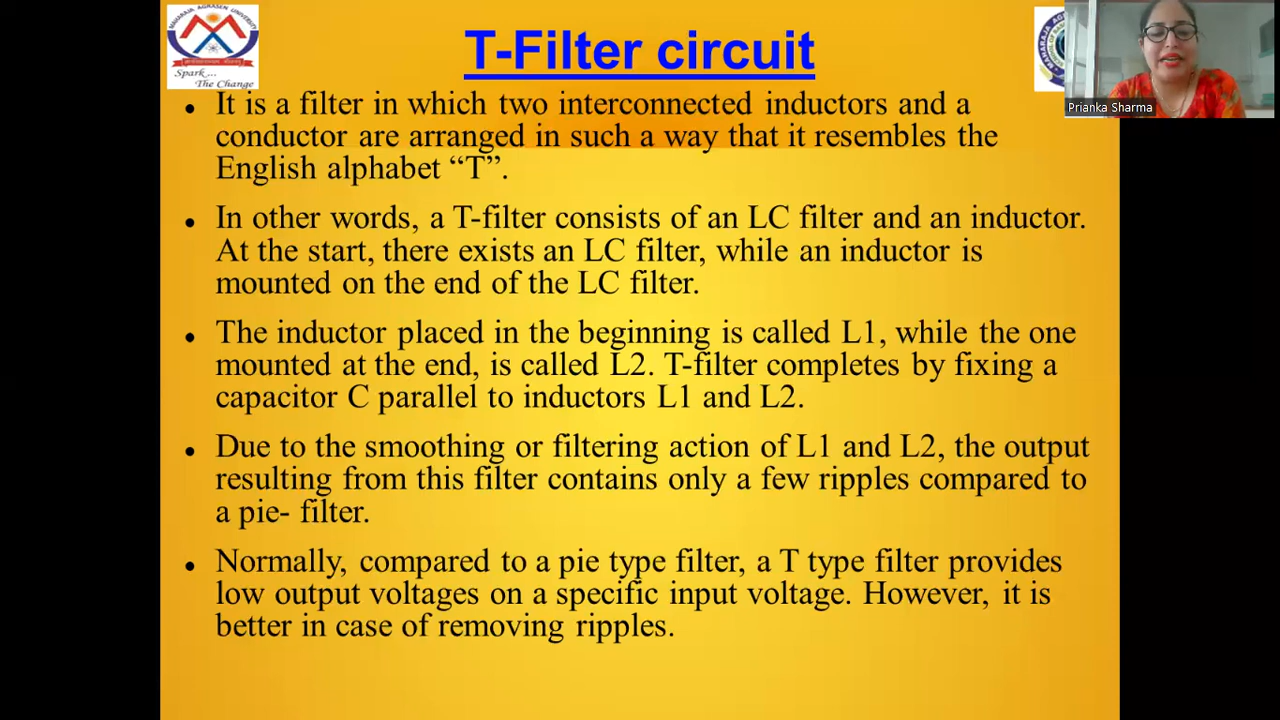 MAHARAJA AGRASEN UNIVERSITY
Spark...
The Change
T-Filter circuit
Prianka Sharma
• It is a filter in which two interconnected inductors and a
conductor are arranged in such a way that it resembles the
English alphabet “T”.
• In other words, a T-filter consists of an LC filter and an inductor.
At the start, there exists an LC filter, while an inductor is
mounted on the end of the LC filter.
• The inductor placed in the beginning is called L1, while the one
mounted at the end, is called L2. T-filter completes by fixing a
capacitor C parallel to inductors L1 and L2.
• Due to the smoothing or filtering action of L1 and L2, the output
resulting from this filter contains only a few ripples compared to
a pie- filter.
• Normally, compared to a pie type filter, a T type filter provides
low output voltages on a specific input voltage. However, it is
better in case of removing ripples.